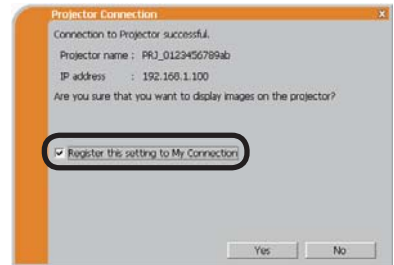 Projector Connection
Connection to Projector successful.
Projector name : PRJ_0123456789ab
IP address : 192.168.1.100
Are you sure that you want to display images on the projector?
Register this setting to My Connection
Yes No